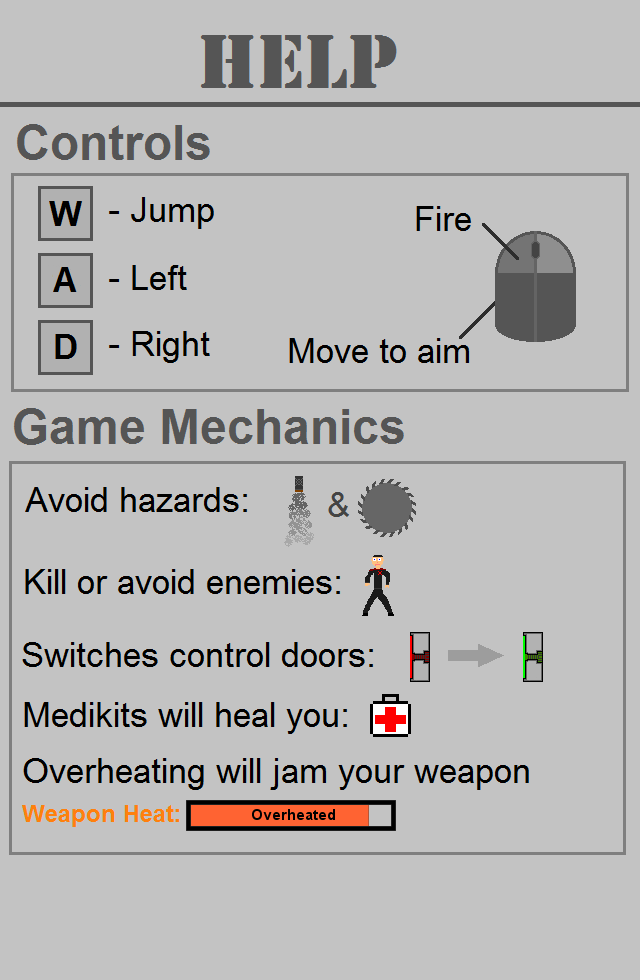 HELP
Controls
W - Jump
A - Left
D - Right
Fire
Move to aim
Game Mechanics
Avoid hazards: &
Kill or avoid enemies:
Switches control doors:
Medikits will heal you:
Overheating will jam your weapon
Weapon Heat: Overheated